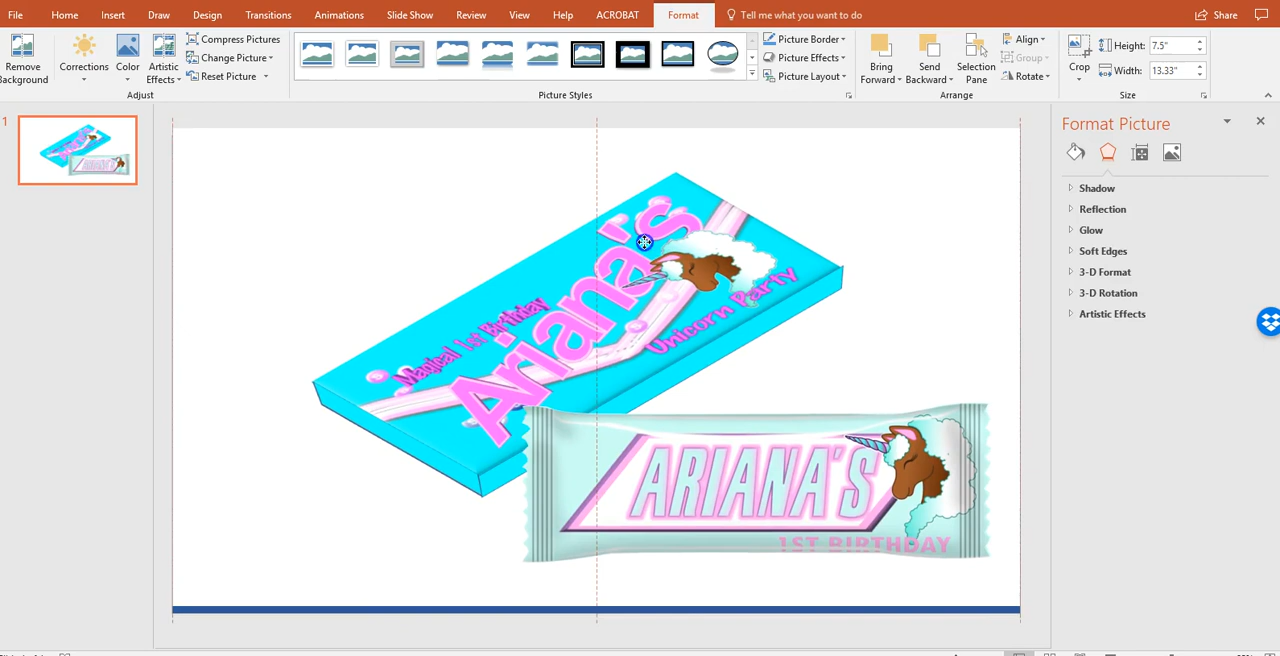 File Home Insert Draw Design Transitions Animations Slide Show Review View Help ACROBAT Format Tell me what you want to do Share
Remove Background
Corrections
Color
Artistic Effects
Compress Pictures
Change Picture
Reset Picture
Adjust
Picture Styles
Picture Border
Picture Effects
Picture Layout
Bring Forward
Send Backward
Selection Pane
Align
Group
Rotate
Arrange
Crop
Height: 7.5"
Width: 13.33"
Size
1
Format Picture
Shadow
Reflection
Glow
Soft Edges
3-D Format
3-D Rotation
Artistic Effects
Magical 1st Birthday
Ariana's
Unicorn Party
ARIANA'S
1ST BIRTHDAY